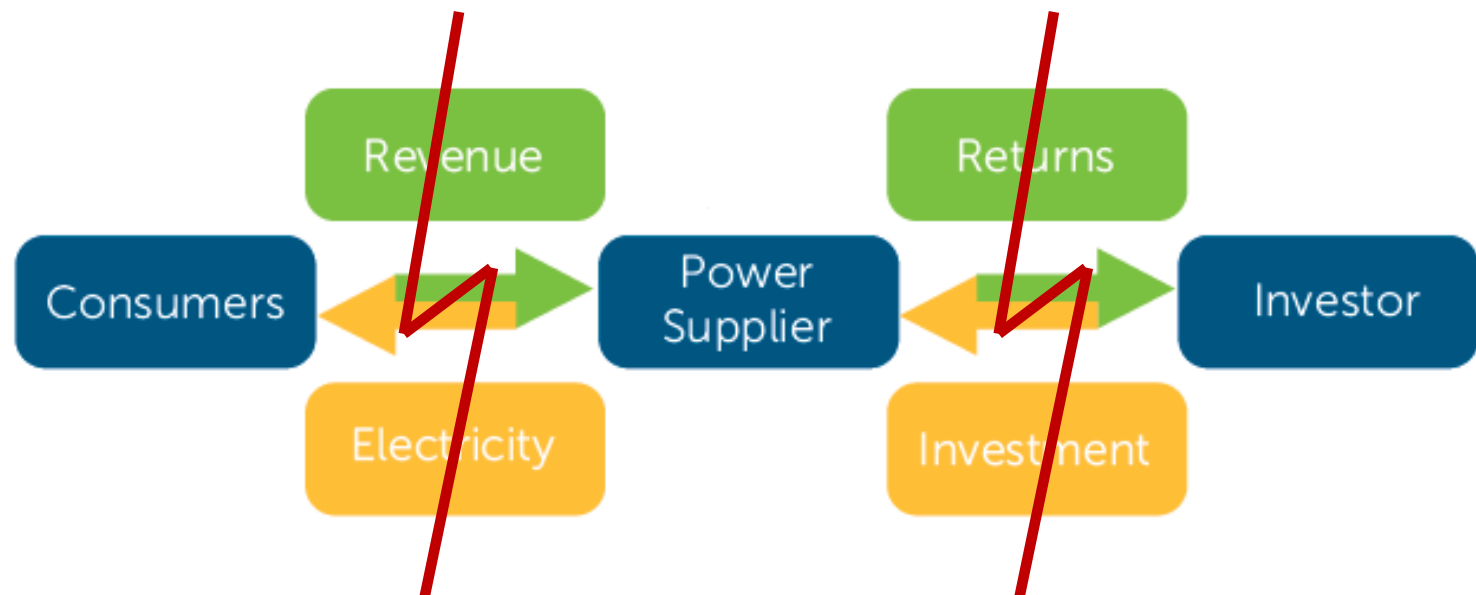 Revenue
Returns
Consumers
Power
Supplier
Investor
Electricity
Investment